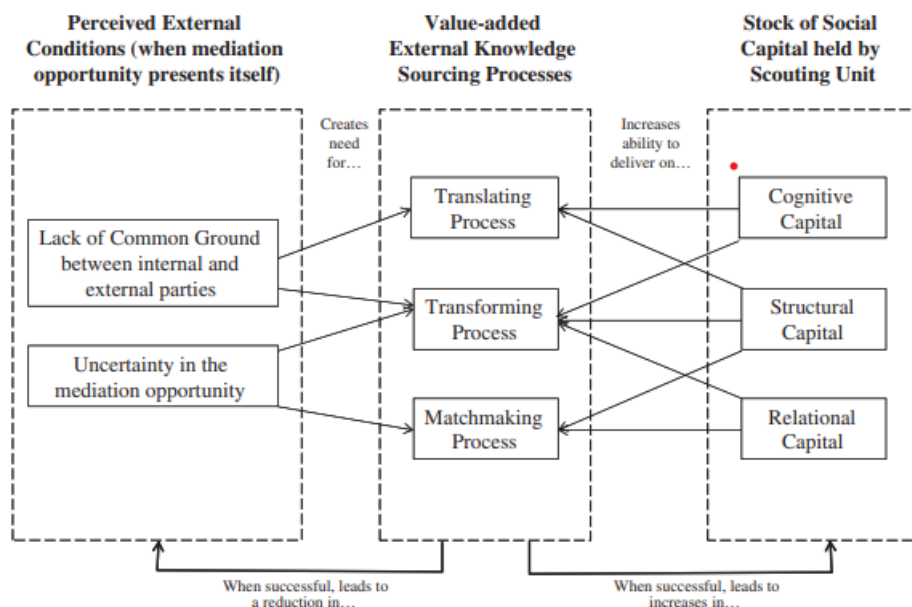 Perceived External
Conditions (when mediation
opportunity presents itself)
Value-added
External Knowledge
Sourcing Processes
Stock of Social
Capital held by
Scouting Unit
Creates
need
for…
Increases
ability to
deliver on…
Lack of Common Ground
between internal and
external parties
Uncertainty in the
mediation opportunity
Translating
Process
Transforming
Process
Matchmaking
Process
Cognitive
Capital
Structural
Capital
Relational
Capital
When successful, leads to
a reduction in…
When successful, leads to
increases in…